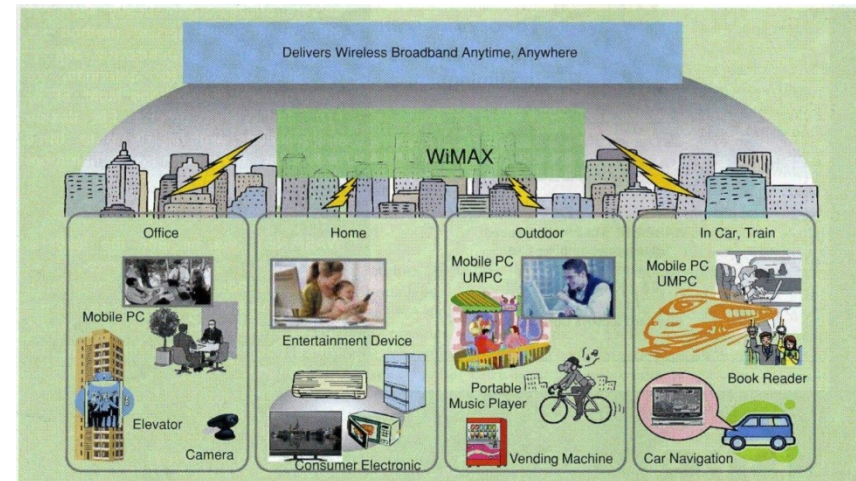 Delivers Wireless Broadband Anytime, Anywhere
WiMAX
Office
Mobile PC
Elevator
Camera
Home
Entertainment Device
Consumer Electronic
Outdoor
Mobile PC
UMPC
Portable
Music Player
Vending Machine
In Car, Train
Mobile PC
UMPC
Book Reader
Car Navigation